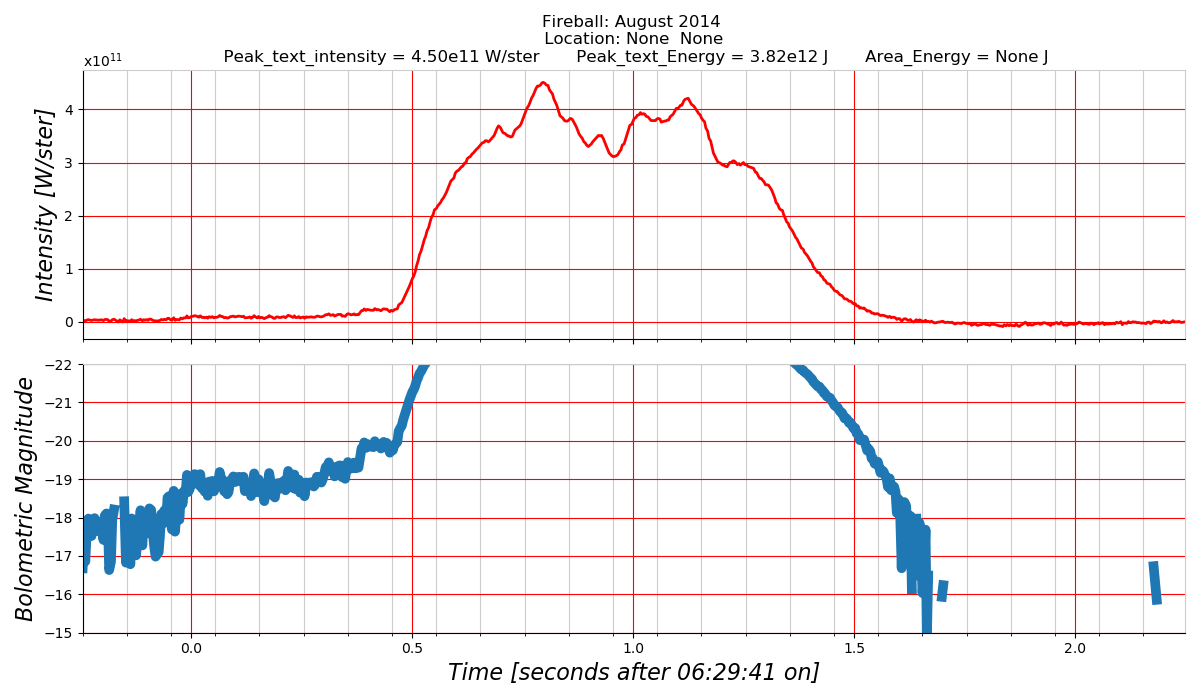 Fireball: August 2014
Location: None  None
Peak_text_intensity = 4.50e11 W/ster       Peak_text_Energy = 3.82e12 J       Area_Energy = None J
x10¹¹
4
3
2
1
0
Intensity [W/ster]
−22
−21
−20
−19
−18
−17
−16
−15
Bolometric Magnitude
0.0 0.5 1.0 1.5 2.0
Time [seconds after 06:29:41 on]